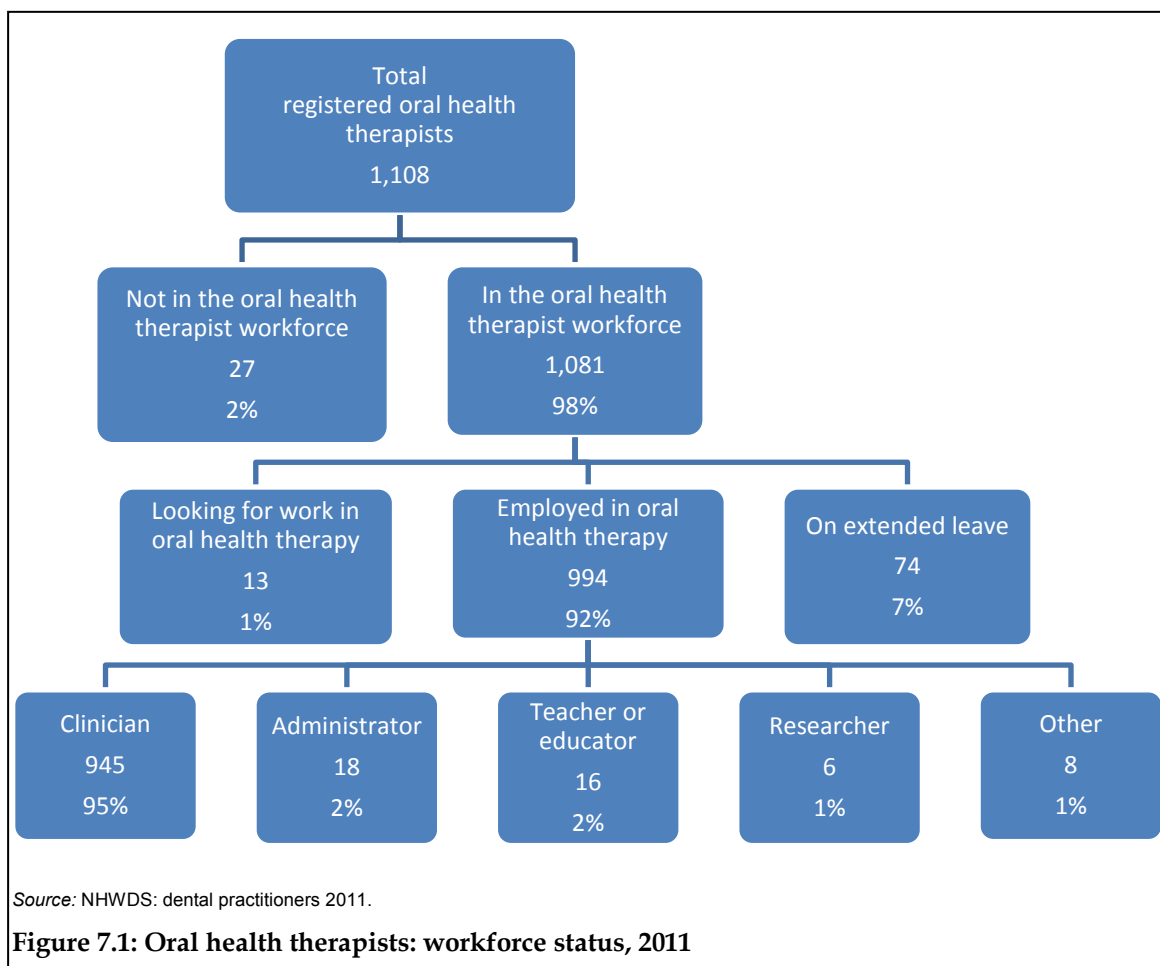 Total
registered oral health
therapists
1,108
Not in the oral health
therapist workforce
27
2%
In the oral health
therapist workforce
1,081
98%
Looking for work in
oral health therapy
13
1%
Employed in oral
health therapy
994
92%
On extended leave
74
7%
Clinician
945
95%
Administrator
18
2%
Teacher or
educator
16
2%
Researcher
6
1%
Other
8
1%
Source: NHWDS: dental practitioners 2011.
Figure 7.1: Oral health therapists: workforce status, 2011